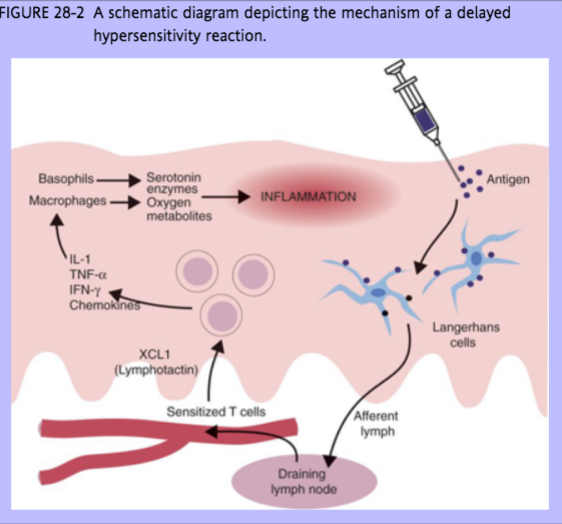 FIGURE 28-2 A schematic diagram depicting the mechanism of a delayed
hypersensitivity reaction.
Basophils
Macrophages
Serotonin
enzymes
Oxygen
metabolites
INFLAMMATION
Antigen
IL-1
TNF-α
IFN-γ
Chemokines
Langerhans
cells
XCL1
(Lymphotactin)
Sensitized T cells
Afferent
lymph
Draining
lymph node